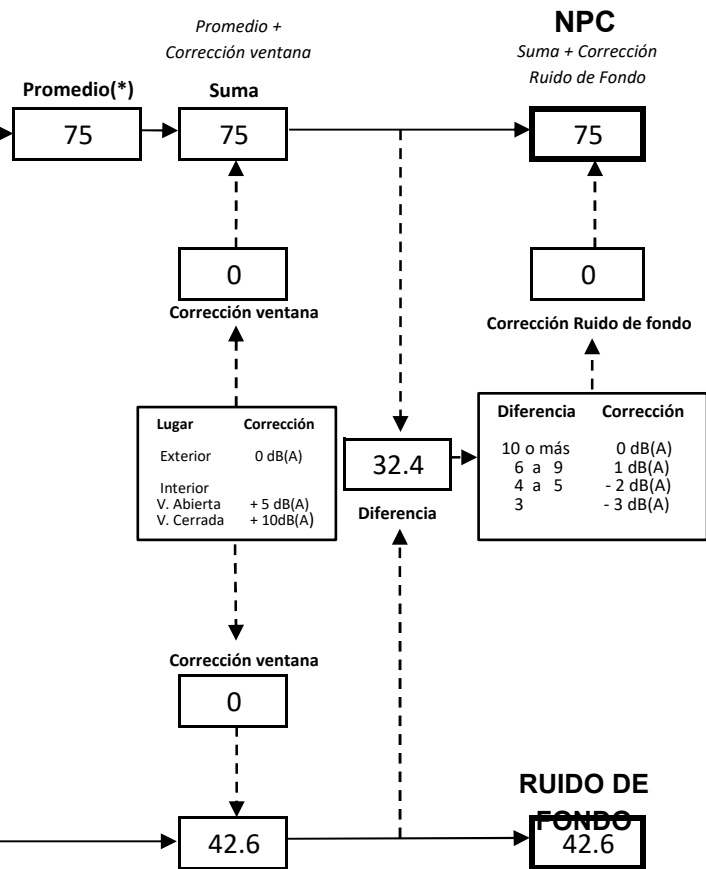 Promedio +
Corrección ventana
NPC
Suma + Corrección
Ruido de Fondo
Promedio(*)
Suma
75
75
75
0
0
Corrección ventana
Corrección Ruido de fondo
Lugar Corrección
Exterior 0 dB(A)
Interior
V. Abierta + 5 dB(A)
V. Cerrada + 10dB(A)
32.4
Diferencia
Diferencia Corrección
10 o más 0 dB(A)
6 a 9 1 dB(A)
4 a 5 - 2 dB(A)
3 - 3 dB(A)
Corrección ventana
0
RUIDO DE
FONDO
42.6
42.6